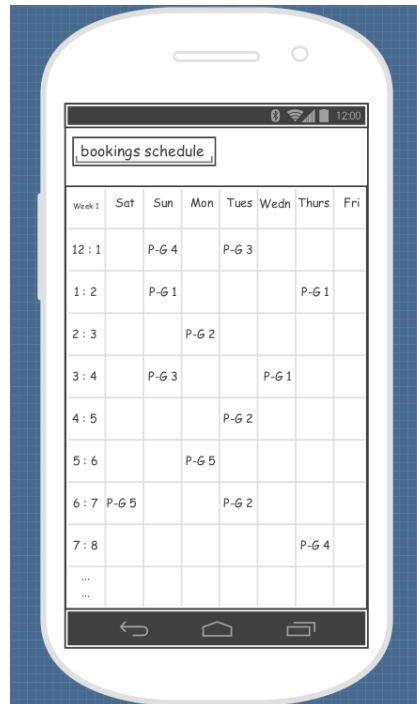 12:00
bookings schedule
Week 1 Sat Sun Mon Tues Wedn Thurs Fri
12 : 1 P-G 4 P-G 3
1 : 2 P-G 1 P-G 1
2 : 3 P-G 2
3 : 4 P-G 3 P-G 1
4 : 5 P-G 2
5 : 6 P-G 5
6 : 7 P-G 5 P-G 2
7 : 8 P-G 4
...
...